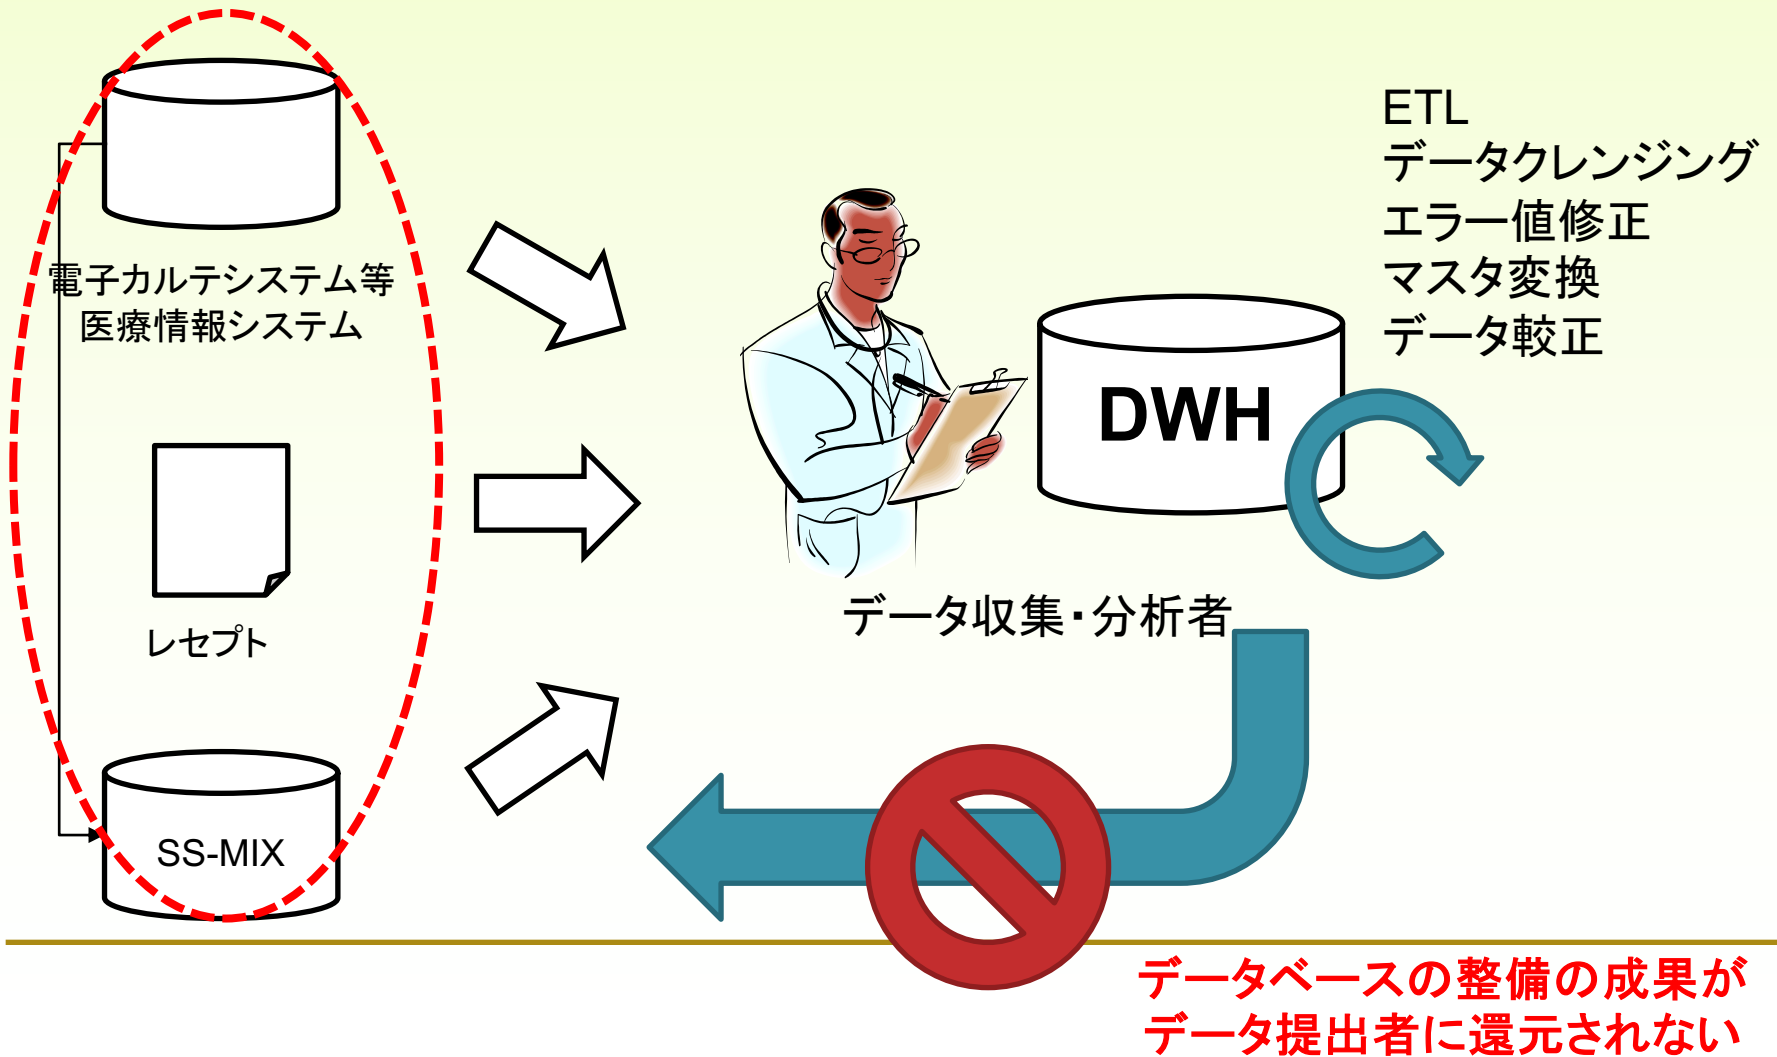 電子カルテシステム等
医療情報システム
レセプト
SS-MIX
データ収集・分析者
DWH
ETL
データクレンジング
エラー値修正
マスタ変換
データ較正
データベースの整備の成果が
データ提出者に還元されない